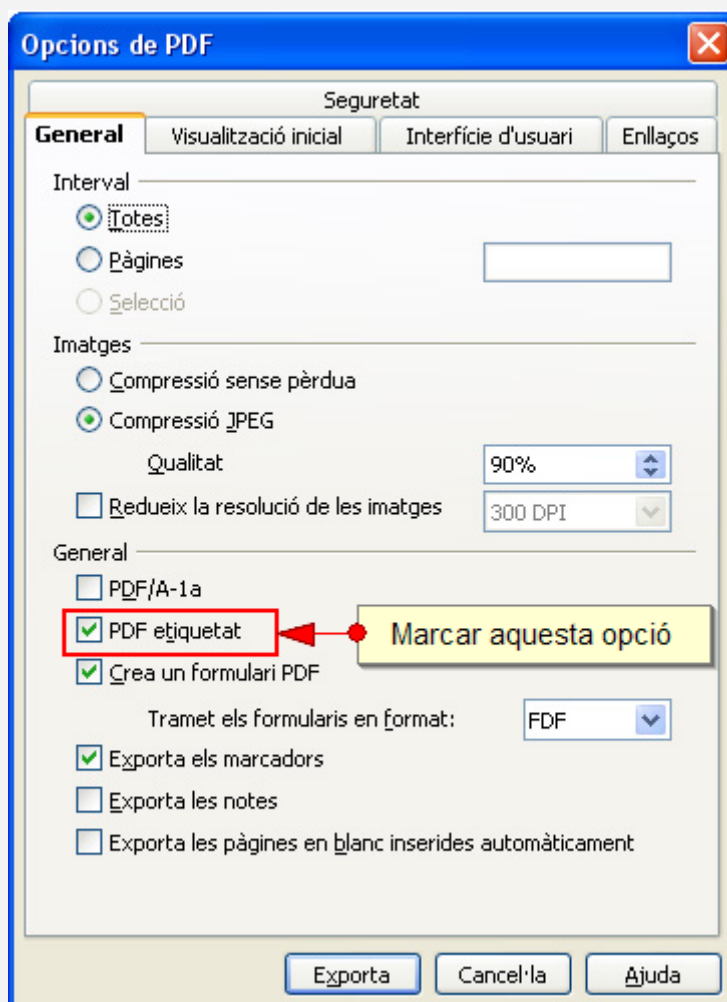 Opcions de PDF
Seguretat
General Visualització inicial Interfície d'usuari Enllaços
Interval
Totes
Pàgines
Selecció
Imatges
Compressió sense pèrdua
Compressió JPEG
Qualitat 90%
Redueix la resolució de les imatges 300 DPI
General
PDF/A-1a
PDF etiquetat Marcar aquesta opció
Crea un formulari PDF
Tramet els formularis en format: FDF
Exporta els marcadors
Exporta les notes
Exporta les pàgines en blanc inserides automàticament
Exporta Cancel·la Ajuda